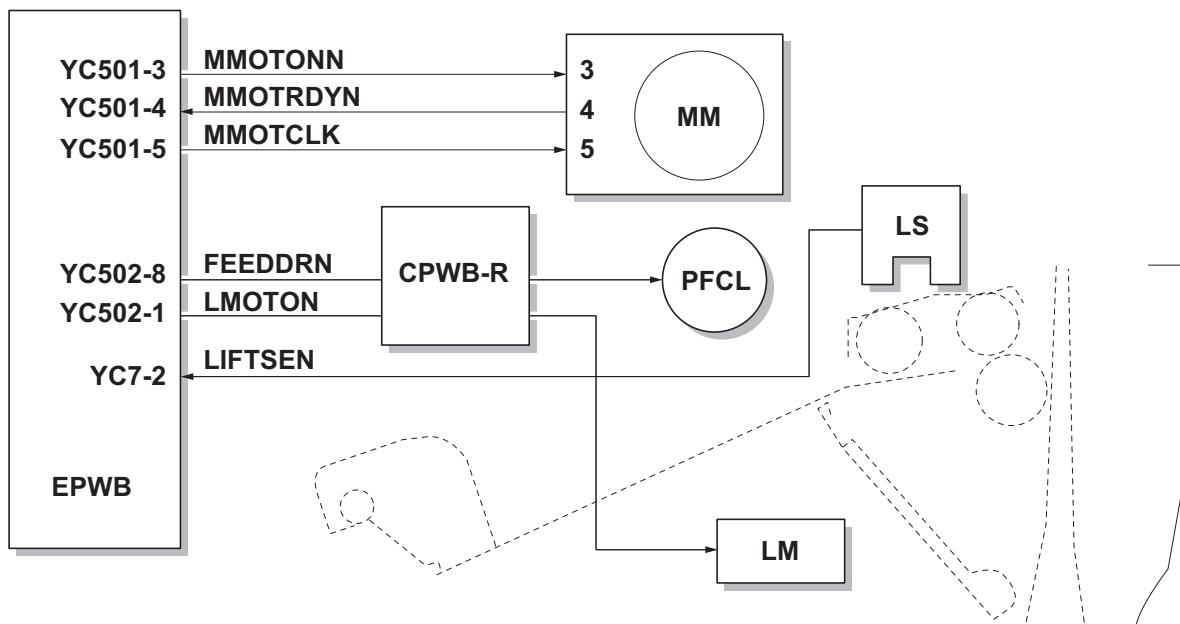 YC501-3 MMOTONN 3
YC501-4 MMOTRDYN 4
YC501-5 MMOTCLK 5
MM
LS
YC502-8 FEEDDRN
CPWB-R
PFCL
YC502-1 LMOTON
YC7-2 LIFTSEN
EPWB
LM